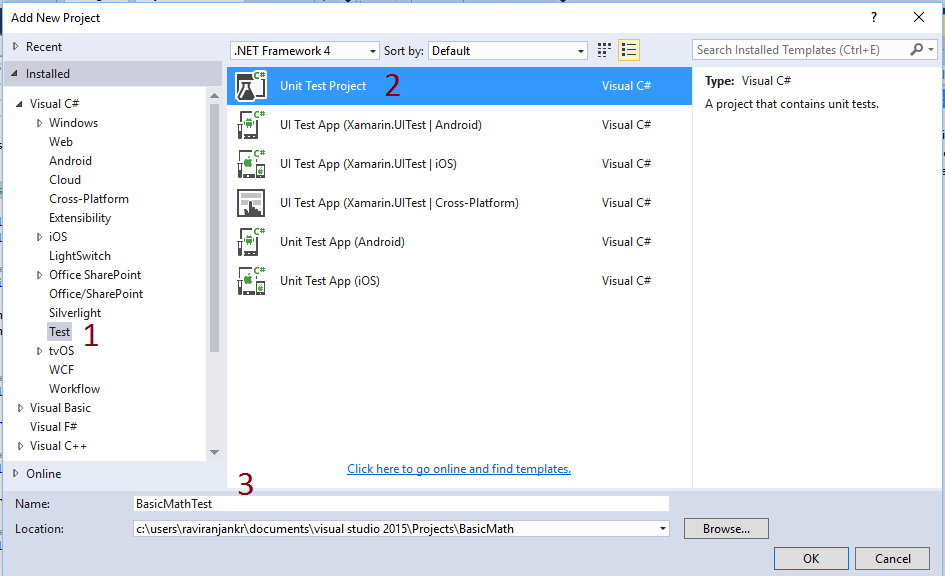 Add New Project
?
Recent
.NET Framework 4
Sort by:
Default
Search Installed Templates (Ctrl+E)
Installed
Visual C#
Windows
Web
Android
Cloud
Cross-Platform
Extensibility
iOS
LightSwitch
Office SharePoint
Office/SharePoint
Silverlight
Test
1
tvOS
WCF
Workflow
Visual Basic
Visual F#
Visual C++
Online
C# Unit Test Project 2 Visual C#
C# UI Test App (Xamarin.UITest | Android) Visual C#
C# UI Test App (Xamarin.UITest | iOS) Visual C#
C# UI Test App (Xamarin.UITest | Cross-Platform) Visual C#
C# Unit Test App (Android) Visual C#
C# Unit Test App (iOS) Visual C#
Click here to go online and find templates.
Type: Visual C#
A project that contains unit tests.
3
Name: BasicMathTest
Location: c:\users\raviranjankr\documents\visual studio 2015\Projects\BasicMath
Browse...
OK
Cancel